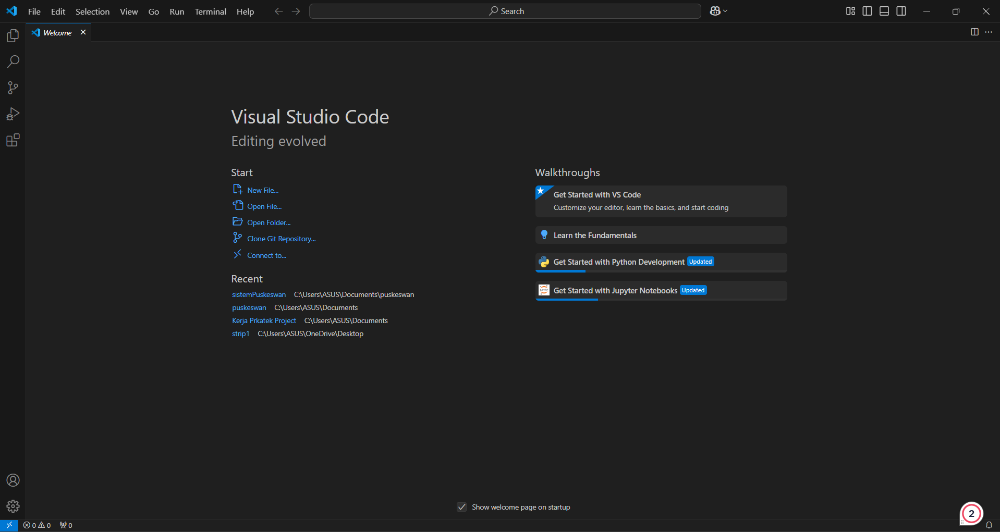 File Edit Selection View Go Run Terminal Help Search
Welcome
Visual Studio Code
Editing evolved
Start
New File...
Open File...
Open Folder...
Clone Git Repository...
Connect to...
Recent
sistemPuskeswan C:\Users\ASUS\Documents\puskeswan
puskeswan C:\Users\ASUS\Documents
Kerja Prkatek Project C:\Users\ASUS\Documents
strip1 C:\Users\ASUS\OneDrive\Desktop
Walkthroughs
Get Started with VS Code
Customize your editor, learn the basics, and start coding
Learn the Fundamentals
Get Started with Python Development Updated
Get Started with Jupyter Notebooks Updated
Show welcome page on startup
2
0 0 0